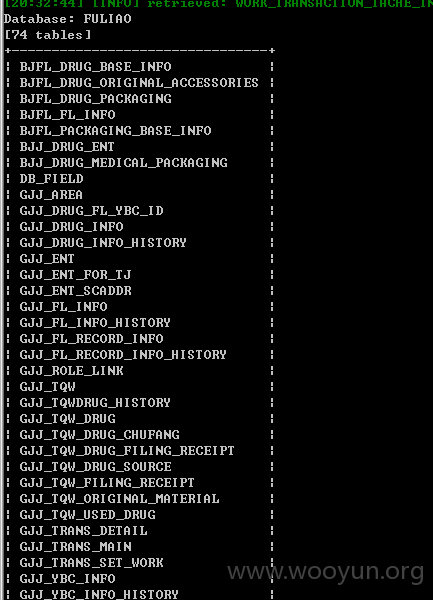 [20:32:44] [INFO] retrieved: WORK_TRANSACTION_TACHE_IN
Database: FULIAO
[74 tables]
+--------------------------------+
| BJFL_DRUG_BASE_INFO |
| BJFL_DRUG_ORIGINAL_ACCESSORIES |
| BJFL_DRUG_PACKAGING |
| BJFL_FL_INFO |
| BJFL_PACKAGING_BASE_INFO |
| BJJ_DRUG_ENT |
| BJJ_DRUG_MEDICAL_PACKAGING |
| DB_FIELD |
| GJJ_AREA |
| GJJ_DRUG_FL_YBC_ID |
| GJJ_DRUG_INFO |
| GJJ_DRUG_INFO_HISTORY |
| GJJ_ENT |
| GJJ_ENT_FOR_TJ |
| GJJ_ENT_SCADDR |
| GJJ_FL_INFO |
| GJJ_FL_INFO_HISTORY |
| GJJ_FL_RECORD_INFO |
| GJJ_FL_RECORD_INFO_HISTORY |
| GJJ_ROLE_LINK |
| GJJ_TQW |
| GJJ_TQWDRUG_HISTORY |
| GJJ_TQW_DRUG |
| GJJ_TQW_DRUG_CHUFANG |
| GJJ_TQW_DRUG_FILING_RECEIPT |
| GJJ_TQW_DRUG_SOURCE |
| GJJ_TQW_FILING_RECEIPT |
| GJJ_TQW_ORIGINAL_MATERIAL |
| GJJ_TQW_USED_DRUG |
| GJJ_TRANS_DETAIL |
| GJJ_TRANS_MAIN |
| GJJ_TRANS_SET_WORK |
| GJJ_YBC_INFO |
| GJJ_YBC_INFO_HISTORY |
www.wooyun.org